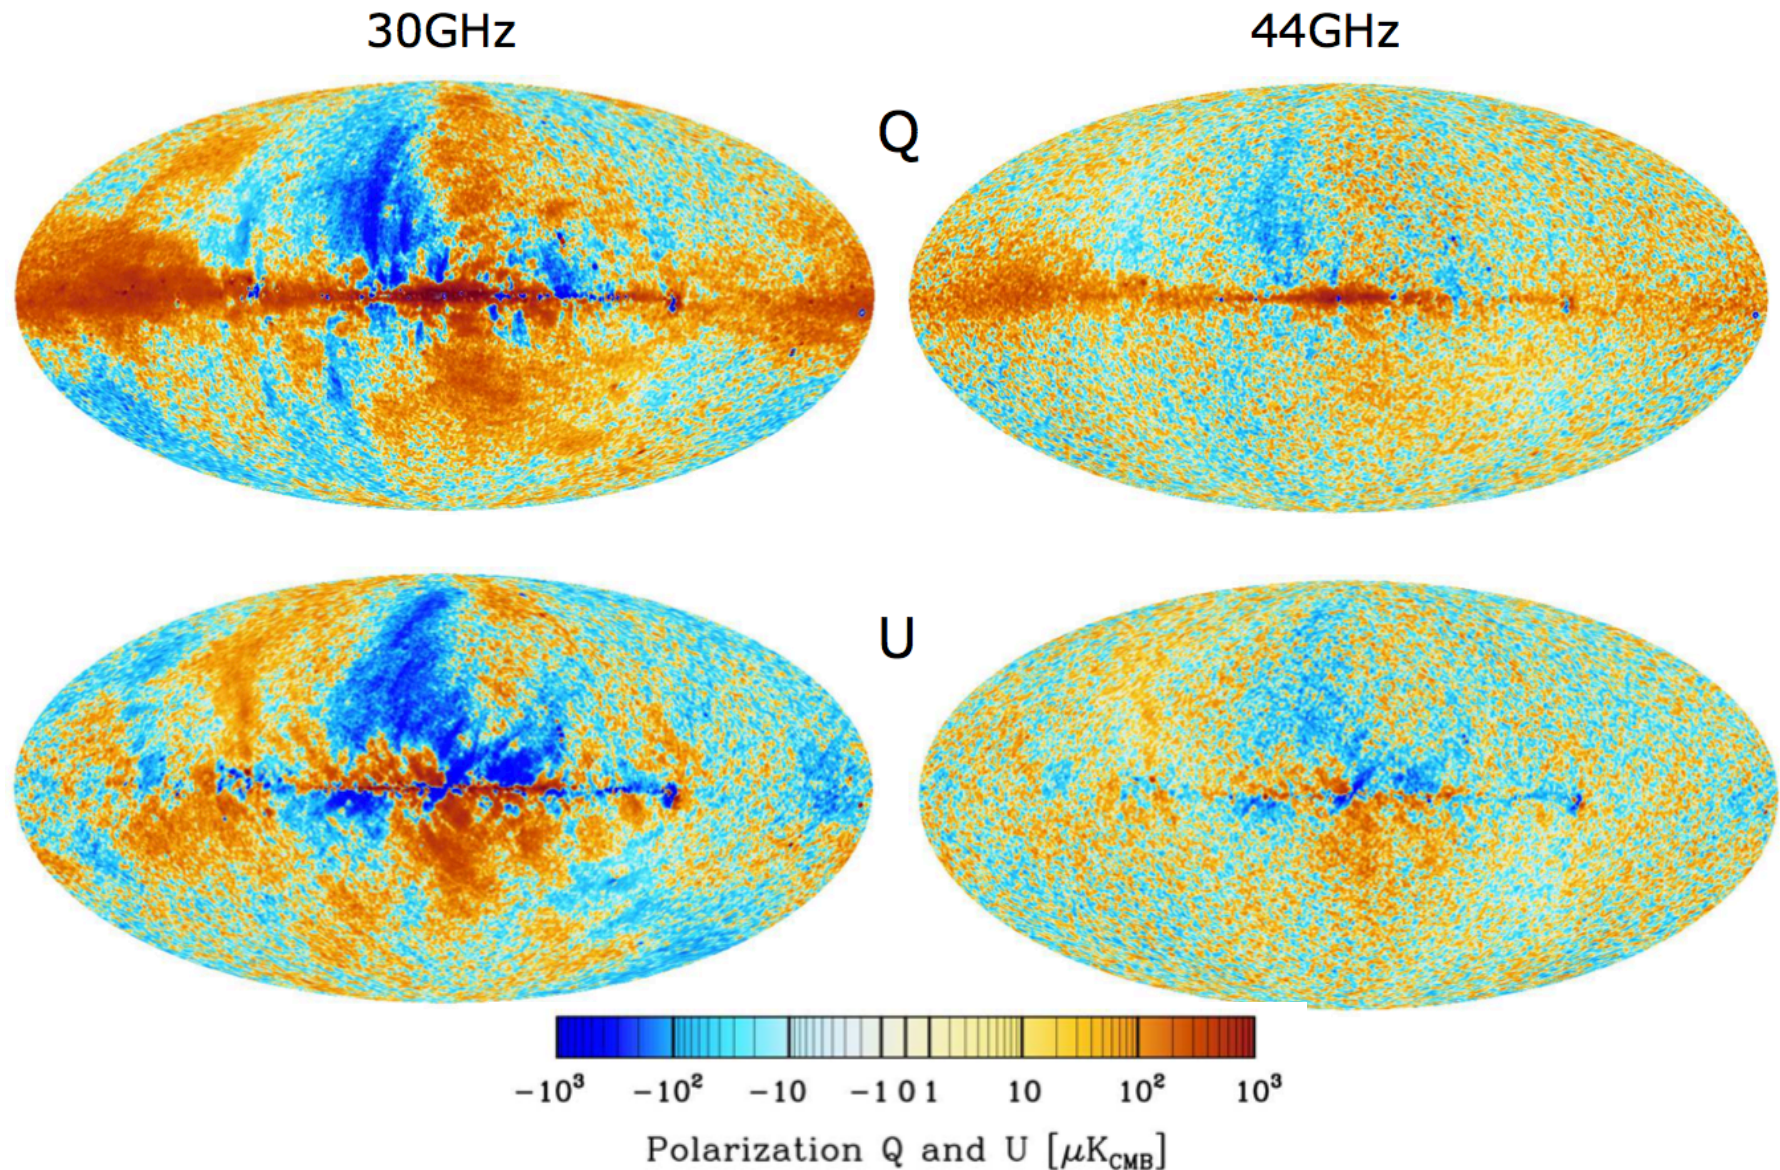 30GHz 44GHz
Q
U
−10³ −10² −10 −1 0 1 10 10² 10³
Polarization Q and U [μK_CMB]